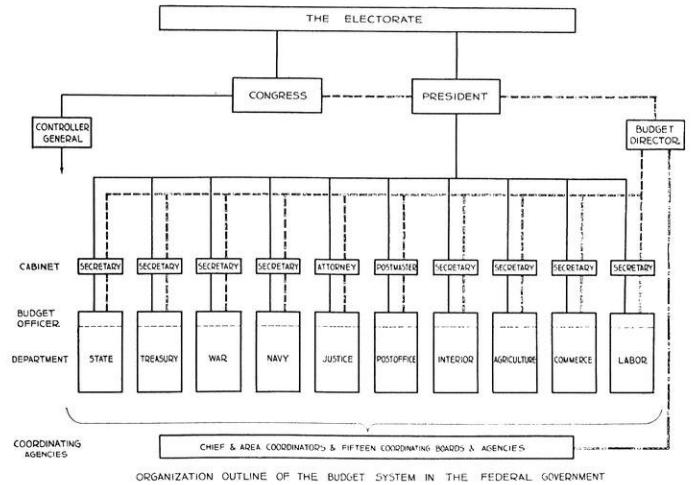 THE ELECTORATE
CONGRESS
PRESIDENT
CONTROLLER
GENERAL
BUDGET
DIRECTOR
CABINET
SECRETARY
SECRETARY
SECRETARY
SECRETARY
ATTORNEY
POSTMASTER
SECRETARY
SECRETARY
SECRETARY
SECRETARY
BUDGET
OFFICER
DEPARTMENT
STATE
TREASURY
WAR
NAVY
JUSTICE
POSTOFFICE
INTERIOR
AGRICULTURE
COMMERCE
LABOR
COORDINATING
AGENCIES
CHIEF & AREA COORDINATORS & FIFTEEN COORDINATING BOARDS & AGENCIES
ORGANIZATION OUTLINE OF THE BUDGET SYSTEM IN THE FEDERAL GOVERNMENT